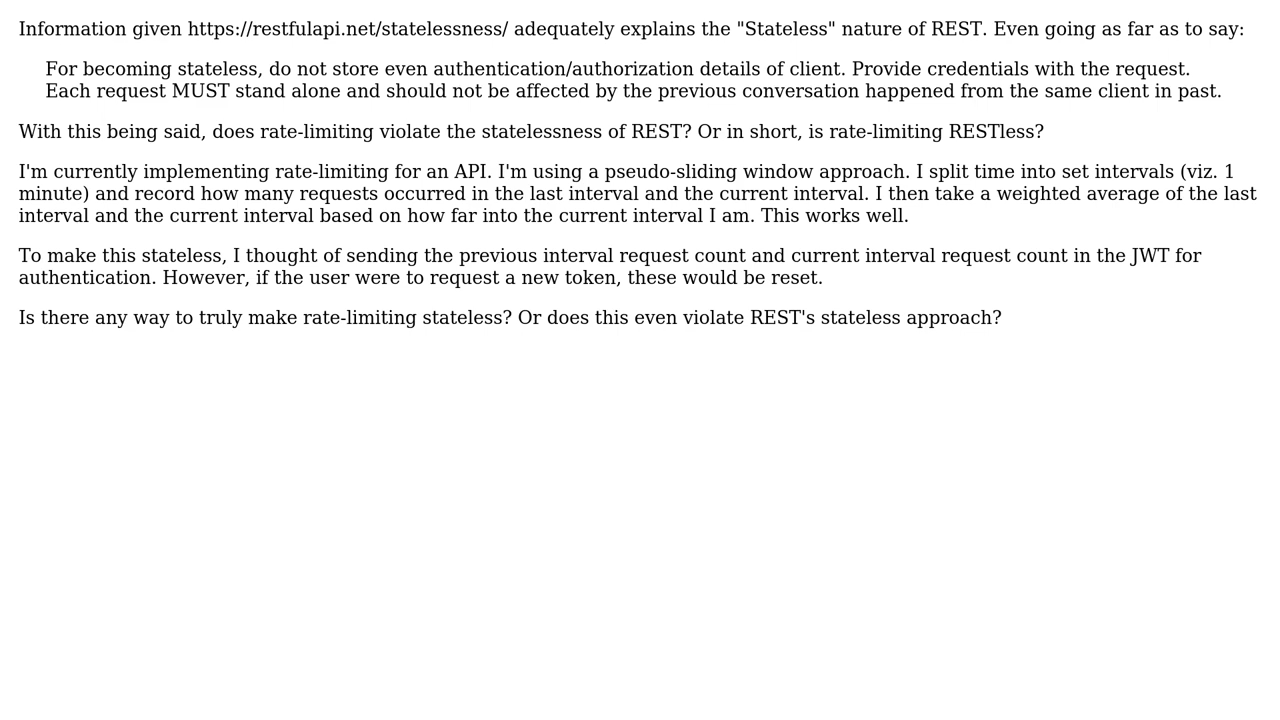 Information given https://restfulapi.net/statelessness/ adequately explains the "Stateless" nature of REST. Even going as far as to say:
For becoming stateless, do not store even authentication/authorization details of client. Provide credentials with the request.
Each request MUST stand alone and should not be affected by the previous conversation happened from the same client in past.
With this being said, does rate-limiting violate the statelessness of REST? Or in short, is rate-limiting RESTless?
I'm currently implementing rate-limiting for an API. I'm using a pseudo-sliding window approach. I split time into set intervals (viz. 1
minute) and record how many requests occurred in the last interval and the current interval. I then take a weighted average of the last
interval and the current interval based on how far into the current interval I am. This works well.
To make this stateless, I thought of sending the previous interval request count and current interval request count in the JWT for
authentication. However, if the user were to request a new token, these would be reset.
Is there any way to truly make rate-limiting stateless? Or does this even violate REST's stateless approach?